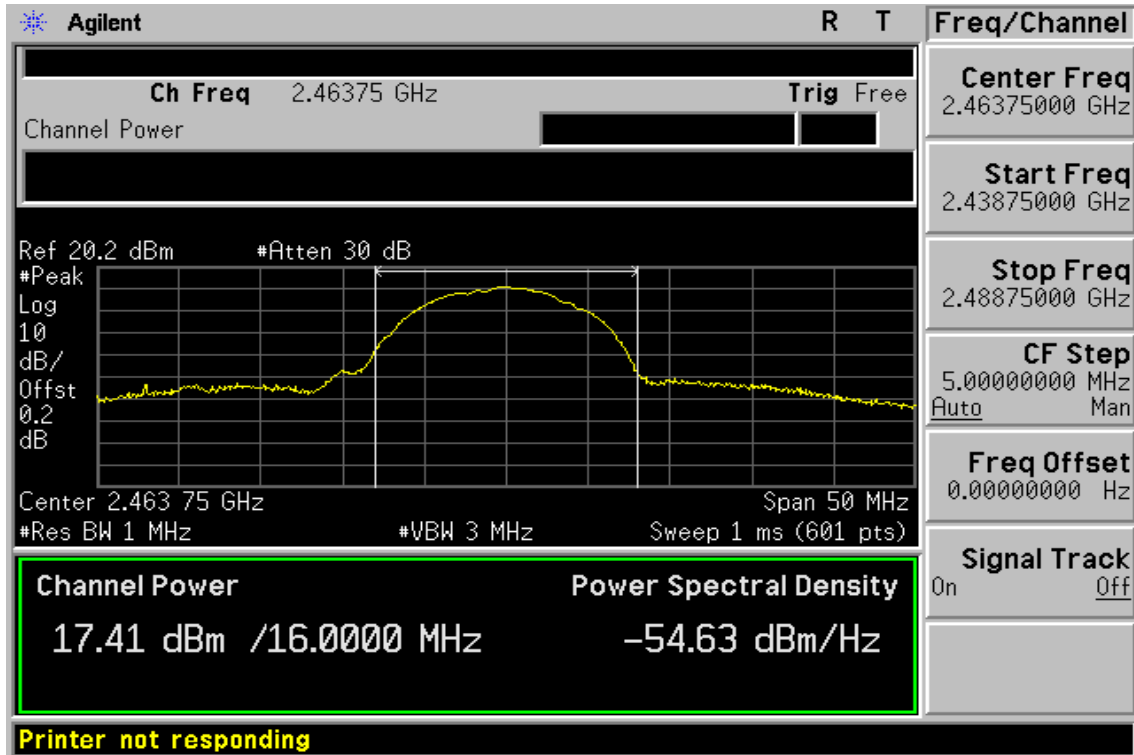 Agilent R T
Ch Freq 2.46375 GHz Trig Free
Channel Power
Ref 20.2 dBm #Atten 30 dB
#Peak
Log
10
dB/
Offst
0.2
dB
Center 2.463 75 GHz Span 50 MHz
#Res BW 1 MHz #VBW 3 MHz Sweep 1 ms (601 pts)
Channel Power Power Spectral Density
17.41 dBm /16.0000 MHz -54.63 dBm/Hz
Printer not responding
Freq/Channel
Center Freq
2.46375000 GHz
Start Freq
2.43875000 GHz
Stop Freq
2.48875000 GHz
CF Step
5.00000000 MHz
Auto Man
Freq Offset
0.00000000 Hz
Signal Track
On Off